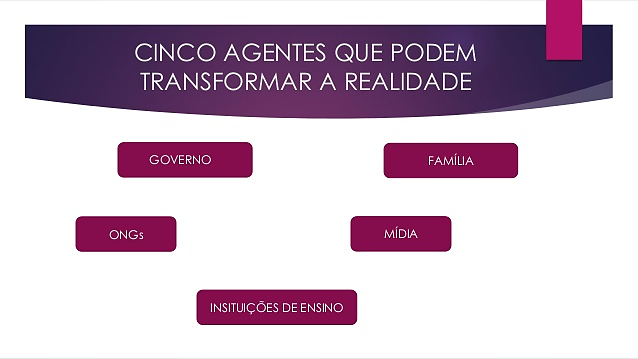 CINCO AGENTES QUE PODEM
TRANSFORMAR A REALIDADE
GOVERNO
FAMÍLIA
ONGs
MÍDIA
INSITUIÇÕES DE ENSINO